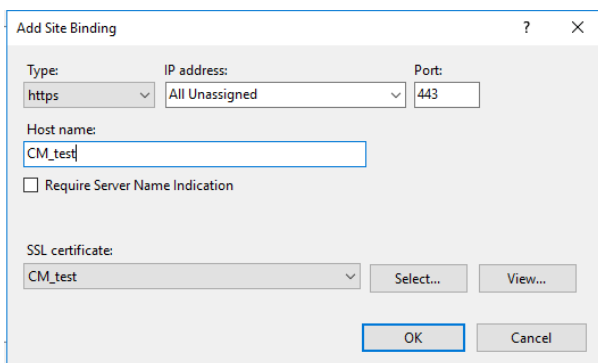 Add Site Binding ? ×
Type: IP address: Port:
https All Unassigned 443
Host name:
CM_test
Require Server Name Indication
SSL certificate:
CM_test Select... View...
OK Cancel